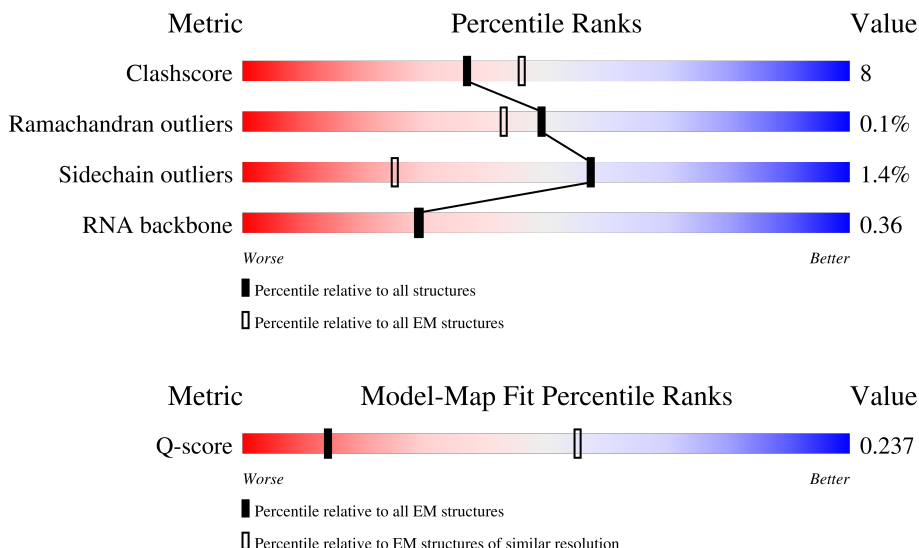 Metric Percentile Ranks Value
Clashscore 8
Ramachandran outliers 0.1%
Sidechain outliers 1.4%
RNA backbone 0.36
Worse Better
Percentile relative to all structures
Percentile relative to all EM structures
Metric Model-Map Fit Percentile Ranks Value
Q-score 0.237
Worse Better
Percentile relative to all EM structures
Percentile relative to EM structures of similar resolution